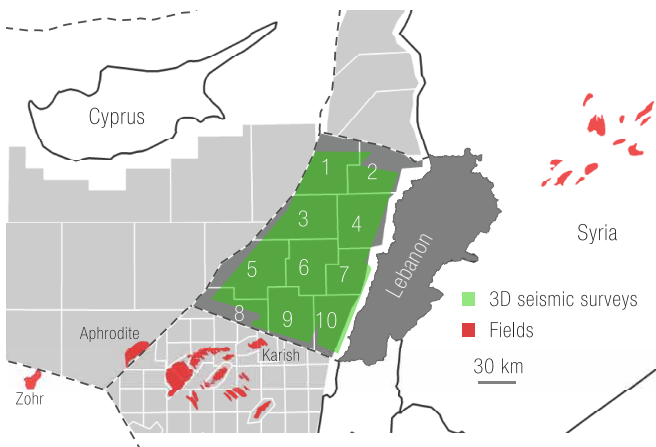 Cyprus
1
2
3
4
Syria
Lebanon
5
6
7
3D seismic surveys
8
9
10
Fields
Aphrodite
Karish
30 km
Zohr